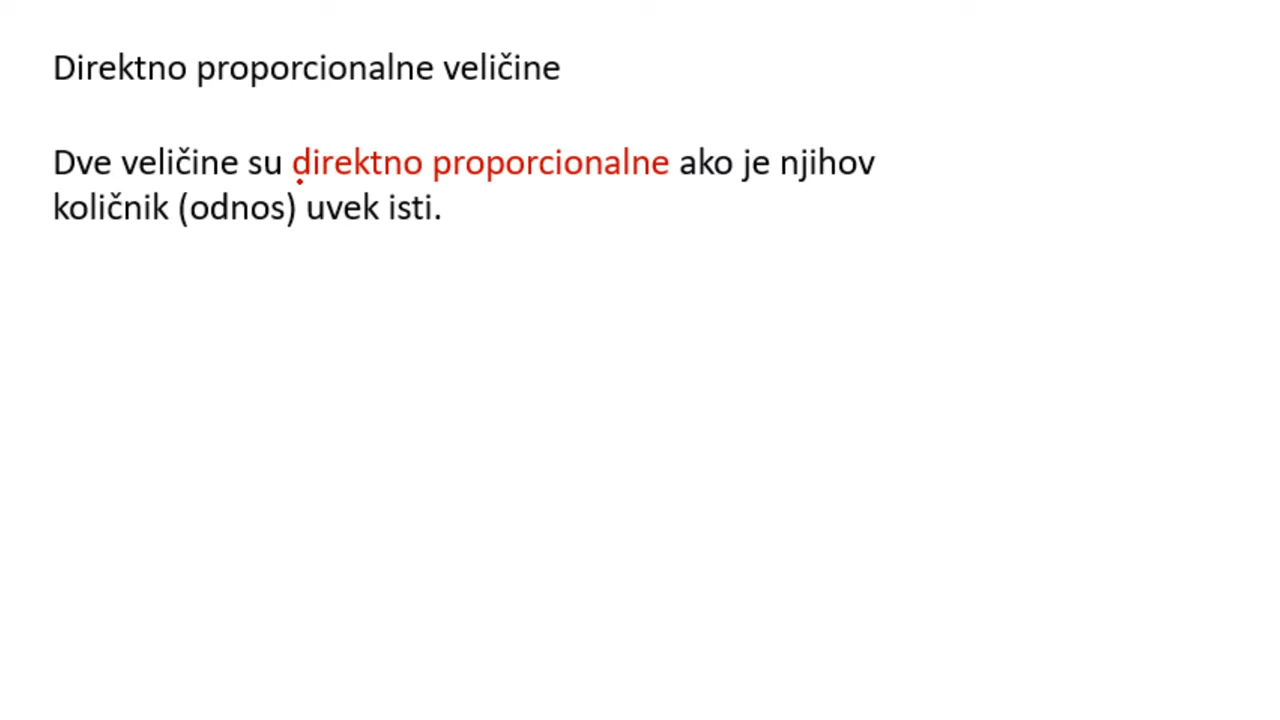 Direktno proporcionalne veličine
Dve veličine su direktno proporcionalne ako je njihov
količnik (odnos) uvek isti.